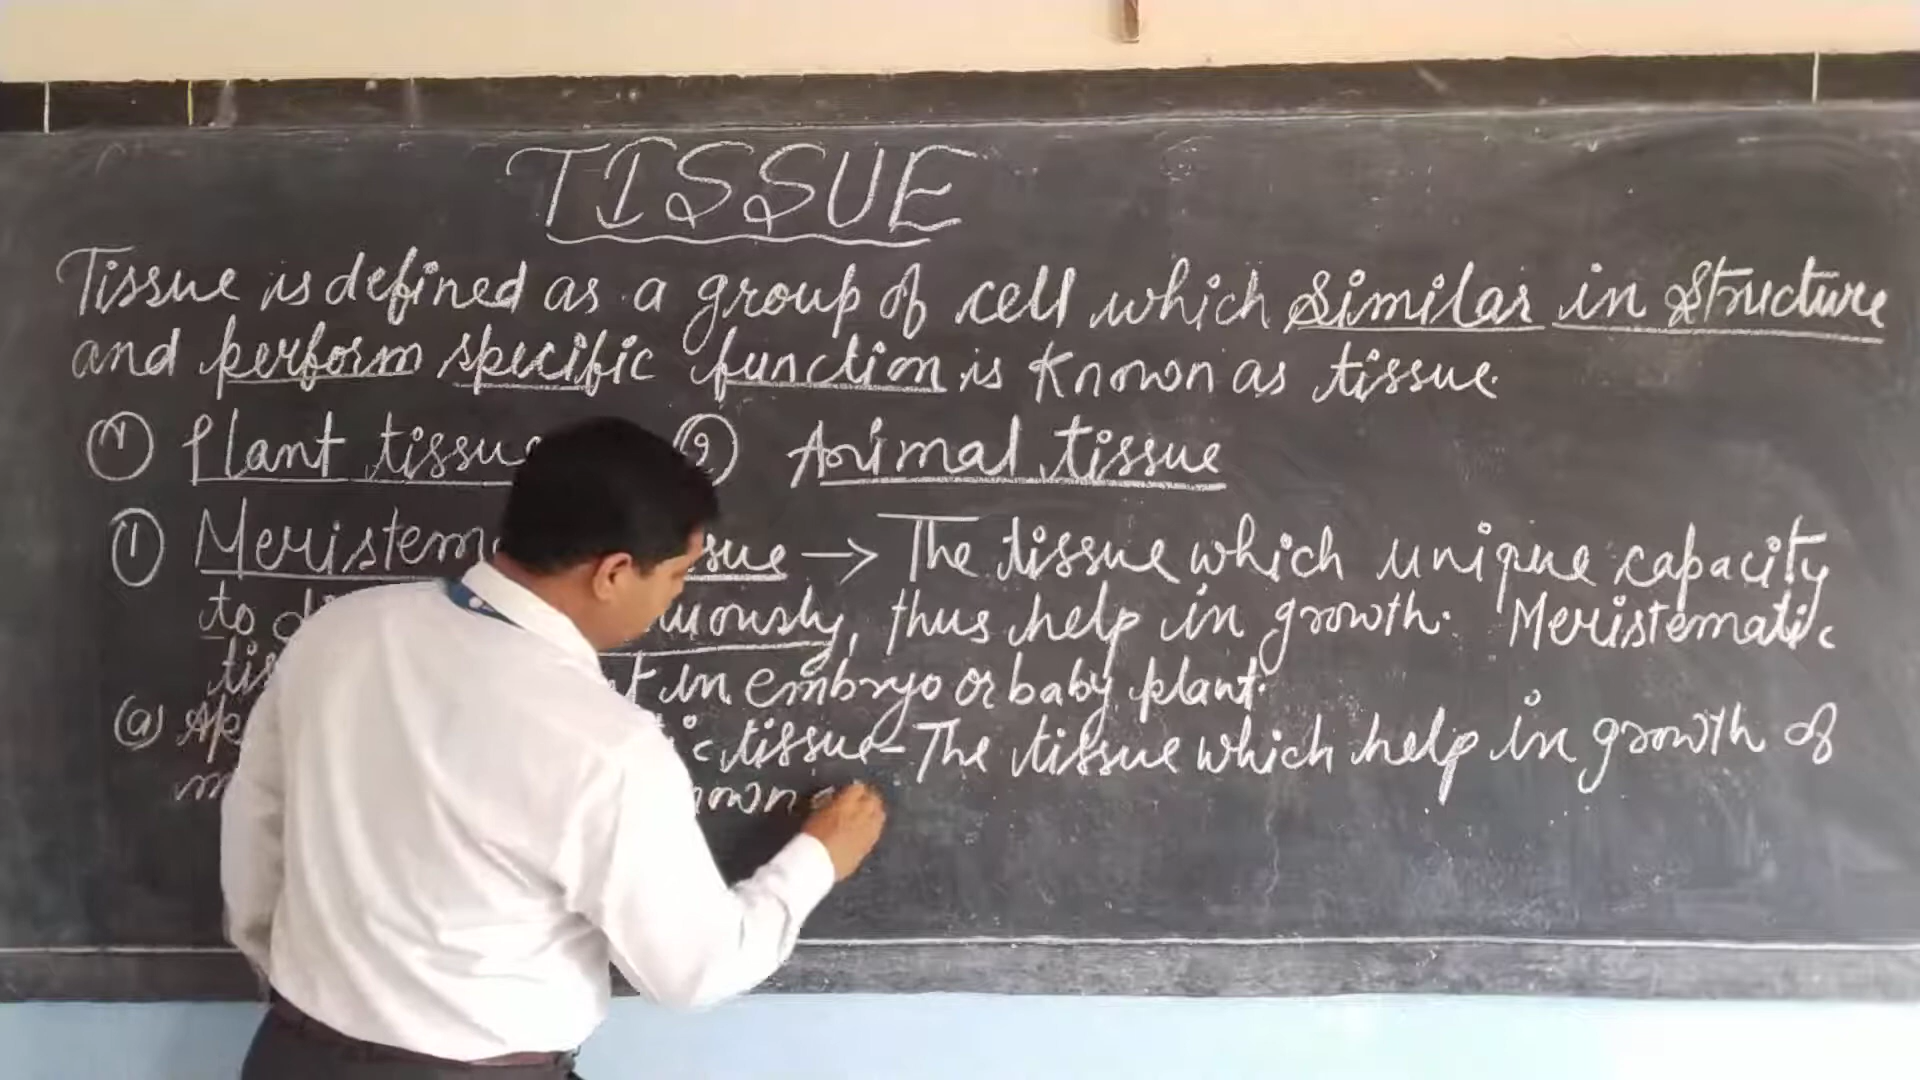 TISSUE
Tissue is defined as a group of cell which similar in structure
and perform specific function is known as tissue.
① Plant tissue ② Animal tissue
① → The tissue which unique capacity
to thus help in growth. Meristematic
in embryo or baby plant.
(a) tissue - The tissue which help in growth of